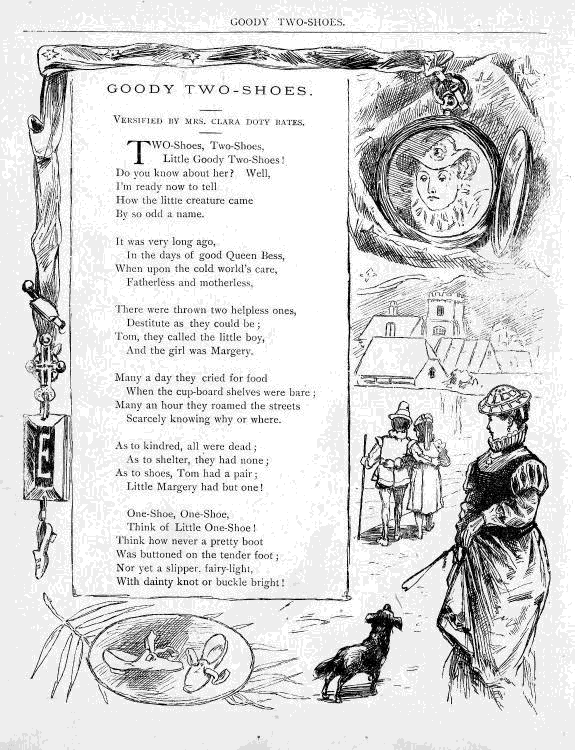 GOODY TWO-SHOES.
GOODY TWO-SHOES.
VERSIFIED BY MRS. CLARA DOTY BATES.
TWO-Shoes, Two-Shoes,
Little Goody Two-Shoes!
Do you know about her? Well,
I'm ready now to tell
How the little creature came
By so odd a name.
It was very long ago,
In the days of good Queen Bess,
When upon the cold world's care,
Fatherless and motherless,
There were thrown two helpless ones,
Destitute as they could be;
Tom, they called the little boy,
And the girl was Margery.
Many a day they cried for food
When the cup-board shelves were bare;
Many an hour they roamed the streets
Scarcely knowing why or where.
As to kindred, all were dead;
As to shelter, they had none;
As to shoes, Tom had a pair;
Little Margery had but one!
One-Shoe, One-Shoe,
Think of Little One-Shoe!
Think how never a pretty boot
Was buttoned on the tender foot;
Nor yet a slipper. fairy-light,
With dainty knot or buckle bright!
E